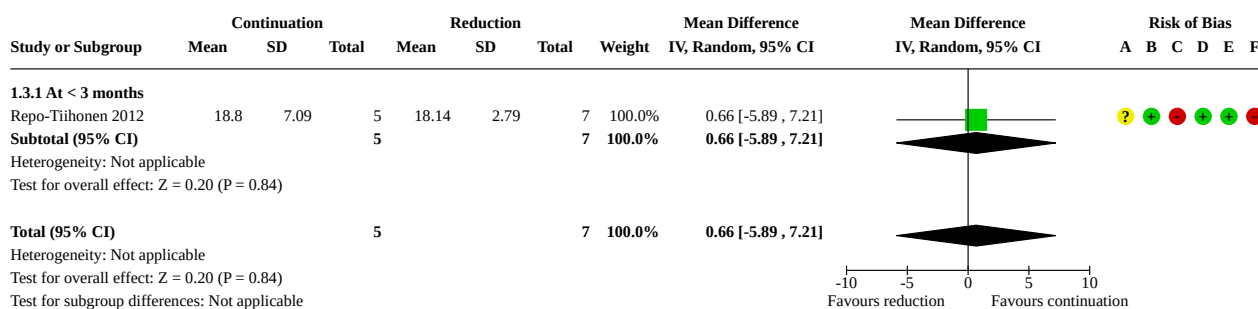 Continuation Reduction Mean Difference Mean Difference Risk of Bias
Study or Subgroup Mean SD Total Mean SD Total Weight IV, Random, 95% CI IV, Random, 95% CI A B C D E F
1.3.1 At < 3 months
Repo-Tiihonen 2012 18.8 7.09 5 18.14 2.79 7 100.0% 0.66 [-5.89 , 7.21] ? + - + + -
Subtotal (95% CI) 5 7 100.0% 0.66 [-5.89 , 7.21]
Heterogeneity: Not applicable
Test for overall effect: Z = 0.20 (P = 0.84)
Total (95% CI) 5 7 100.0% 0.66 [-5.89 , 7.21]
Heterogeneity: Not applicable
Test for overall effect: Z = 0.20 (P = 0.84)
-10 -5 0 5 10
Test for subgroup differences: Not applicable Favours reduction Favours continuation